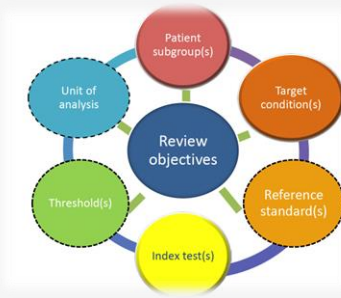 Patient
subgroup(s)
Target
condition(s)
Reference
standard(s)
Index test(s)
Threshold(s)
Unit of
analysis
Review
objectives